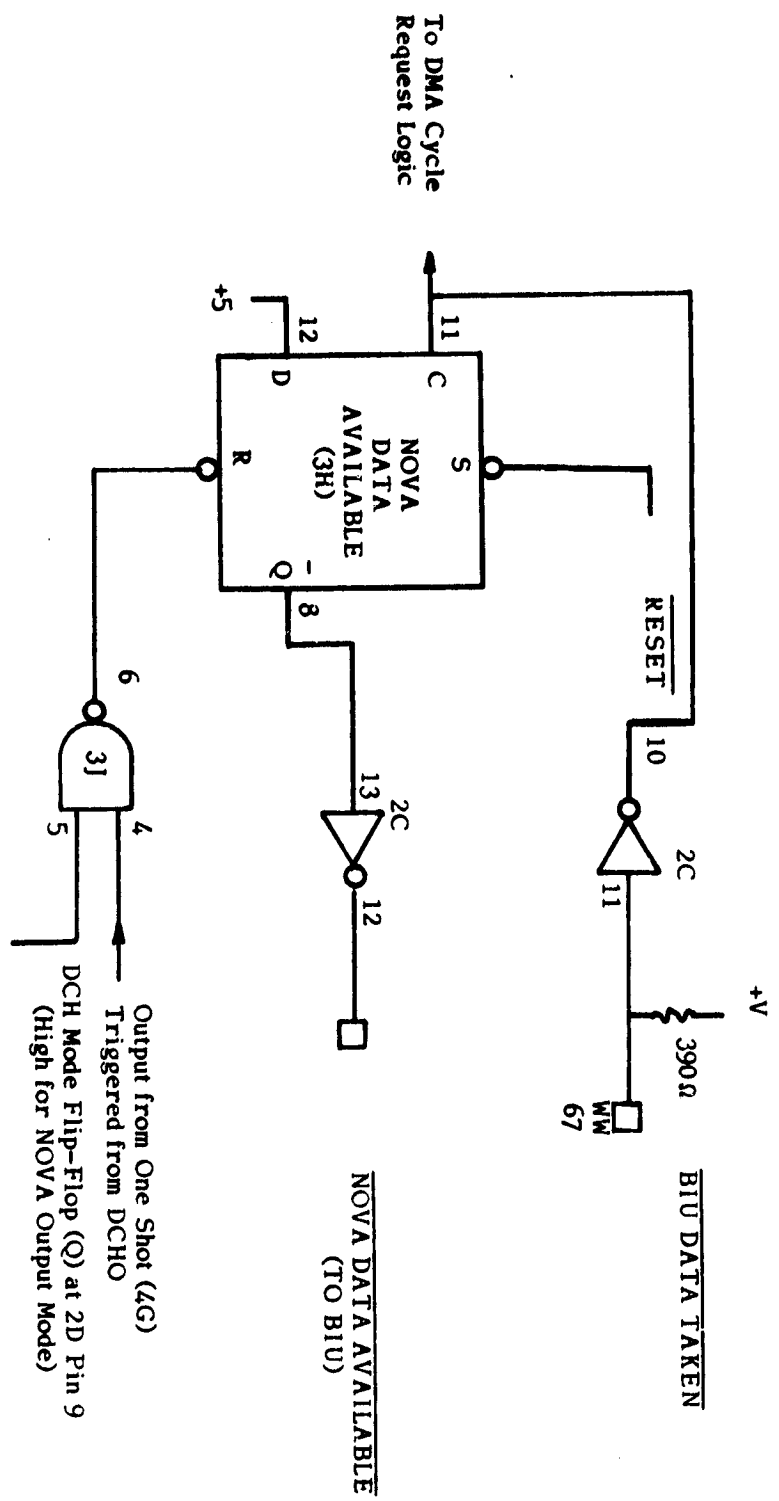 +V
390Ω
WW
67
BIU DATA TAKEN
2C
11
10
RESET
To DMA Cycle
Request Logic
11
C
S
NOVA
DATA
AVAILABLE
(3H)
+5
12
D
R
Q
8
13
2C
12
NOVA DATA AVAILABLE
(TO BIU)
6
3J
4
5
Output from One Shot (4G)
Triggered from DCHO
DCH Mode Flip-Flop (Q) at 2D Pin 9
(High for NOVA Output Mode)